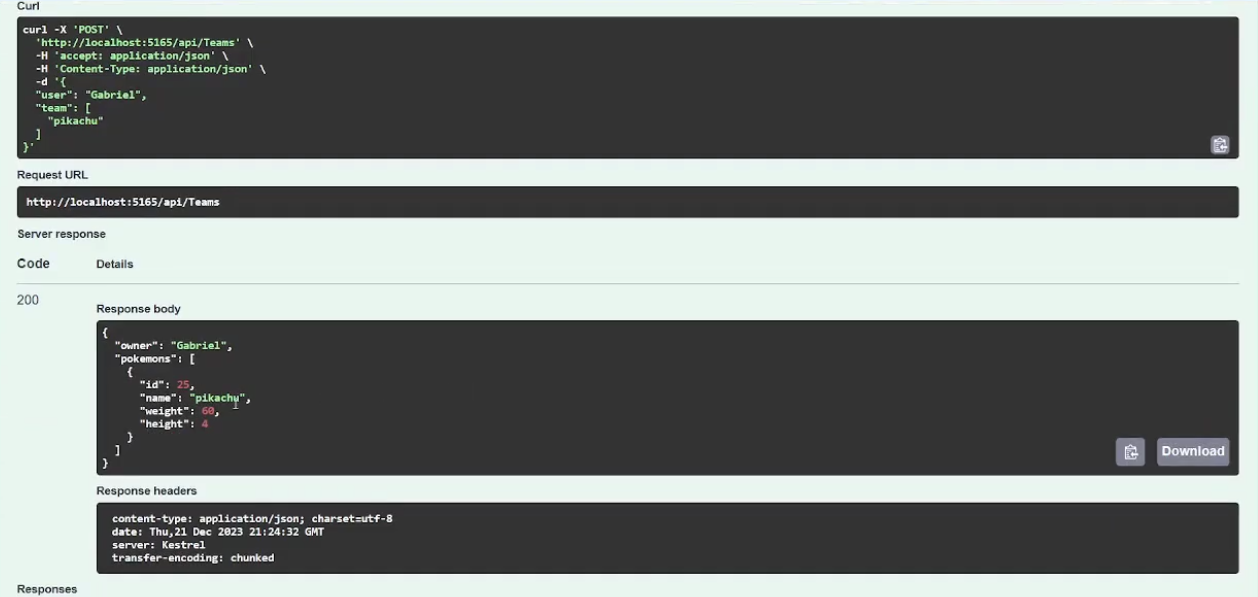 Curl
curl -X 'POST' \
'http://localhost:5165/api/Teams' \
-H 'accept: application/json' \
-H 'Content-Type: application/json' \
-d '{
"user": "Gabriel",
"team": [
"pikachu"
]
}'
Request URL
http://localhost:5165/api/Teams
Server response
Code Details
200
Response body
{
"owner": "Gabriel",
"pokemons": [
{
"id": 25,
"name": "pikachu",
"weight": 60,
"height": 4
}
]
}
Download
Response headers
content-type: application/json; charset=utf-8
date: Thu,21 Dec 2023 21:24:32 GMT
server: Kestrel
transfer-encoding: chunked
Responses